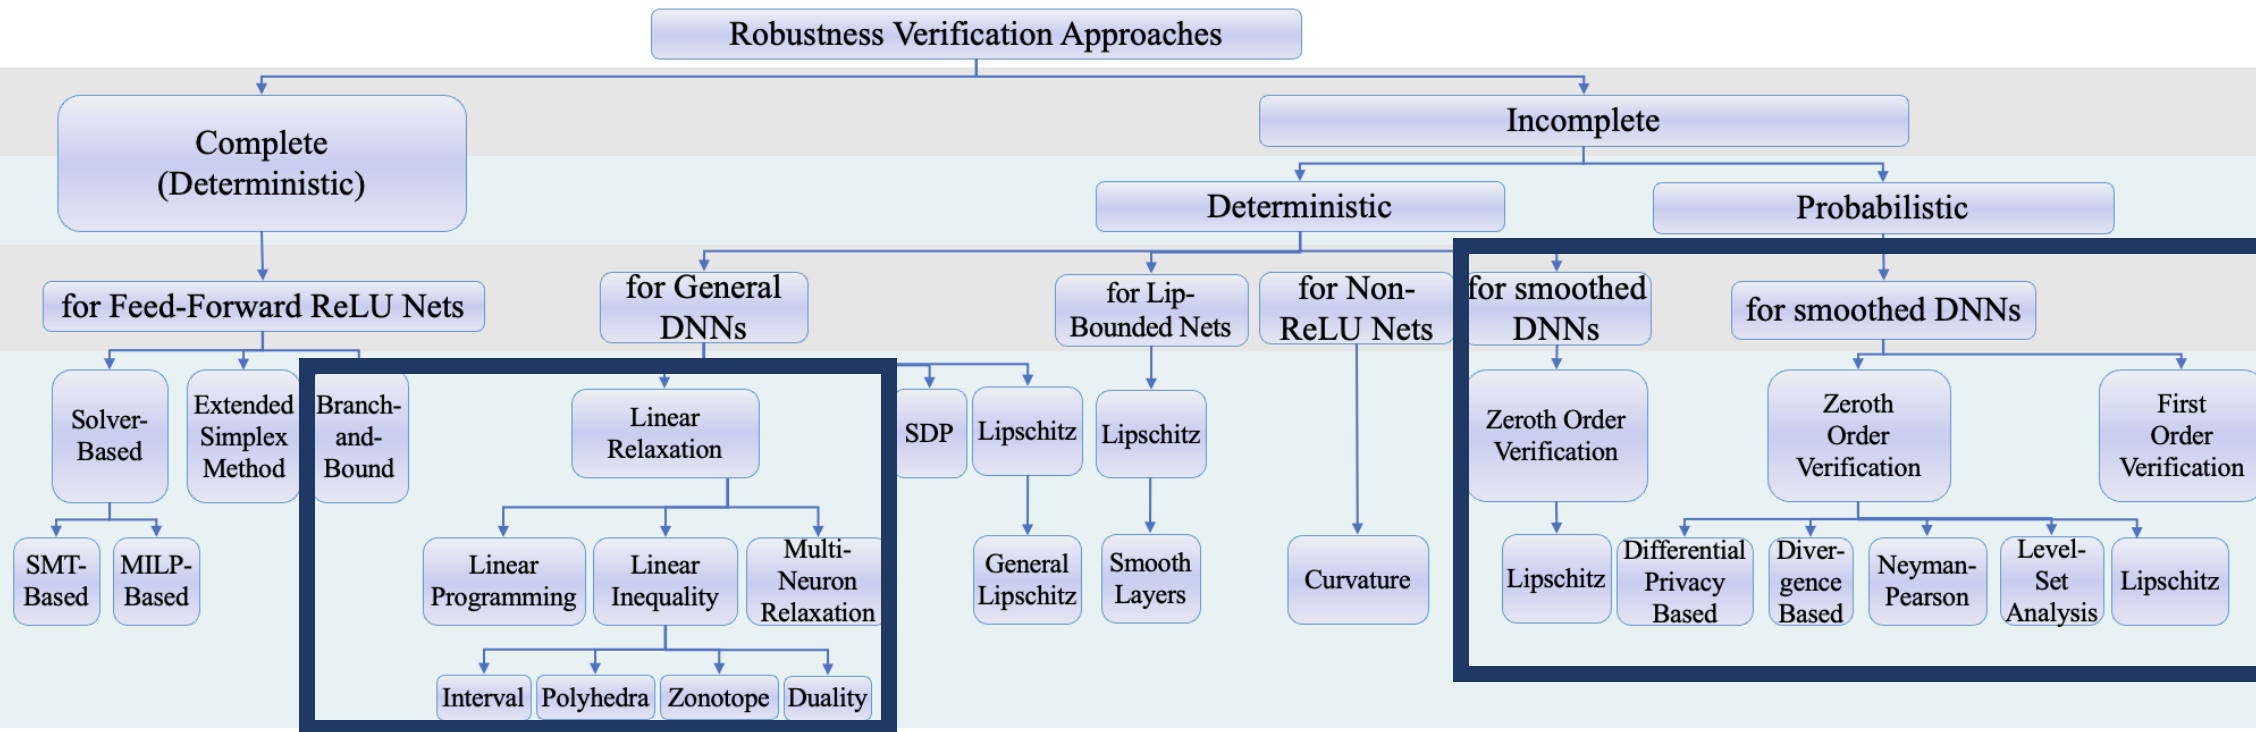 Robustness Verification Approaches
Complete
(Deterministic)
Incomplete
Deterministic
Probabilistic
for Feed-Forward ReLU Nets
for General
DNNs
for Lip-
Bounded Nets
for Non-
ReLU Nets
for smoothed
DNNs
for smoothed DNNs
Solver-
Based
Extended
Simplex
Method
Branch-
and-
Bound
Linear
Relaxation
SDP
Lipschitz
Lipschitz
Zeroth Order
Verification
Zeroth
Order
Verification
First
Order
Verification
SMT-
Based
MILP-
Based
Linear
Programming
Linear
Inequality
Multi-
Neuron
Relaxation
General
Lipschitz
Smooth
Layers
Curvature
Lipschitz
Differential
Privacy
Based
Diver-
gence
Based
Neyman-
Pearson
Level-
Set
Analysis
Lipschitz
Interval
Polyhedra
Zonotope
Duality